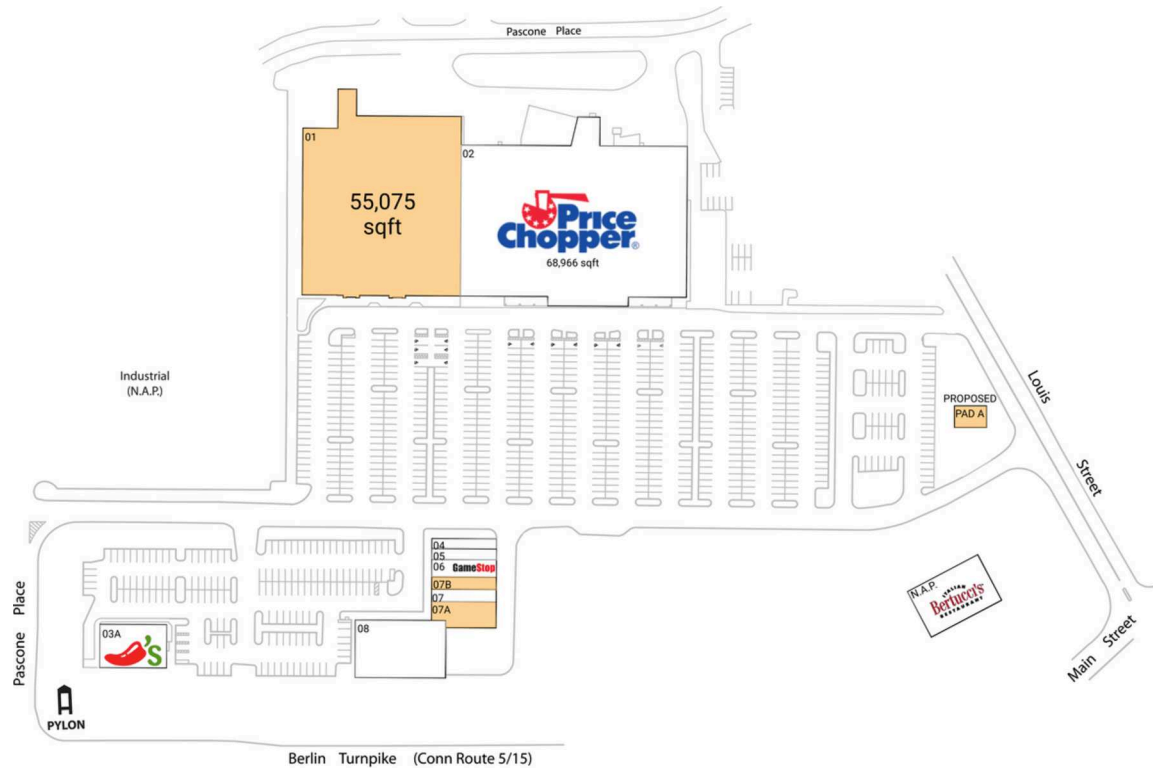 Pascone Place
01
02
55,075
sqft
Price
Chopper®
68,966 sqft
Industrial
(N.A.P.)
Louis Street
PROPOSED
PAD A
04
05
06 GameStop
07B
07
07A
08
03A
'S
N.A.P.
ITALIAN
Bertucci's
RESTAURANT
Main Street
Pascone Place
PYLON
Berlin Turnpike (Conn Route 5/15)